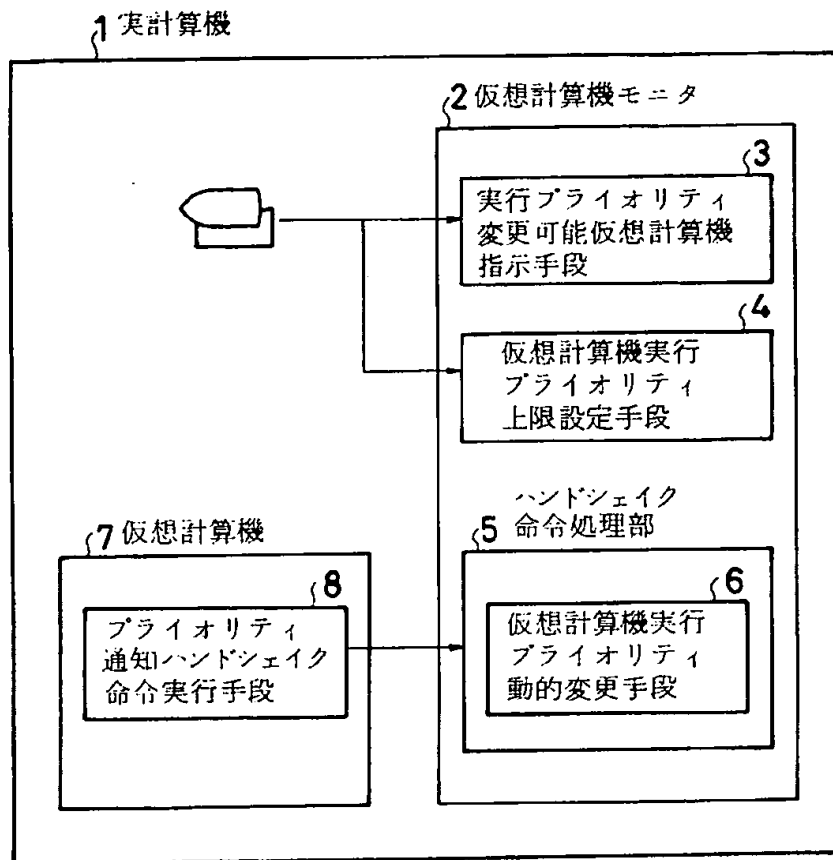 1 実計算機
2 仮想計算機モニタ
3
実行プライオリティ
変更可能仮想計算機
指示手段
4
仮想計算機実行
プライオリティ
上限設定手段
ハンドシェイク
5 命令処理部
6
仮想計算機実行
プライオリティ
動的変更手段
7 仮想計算機
8
プライオリティ
通知ハンドシェイク
命令実行手段